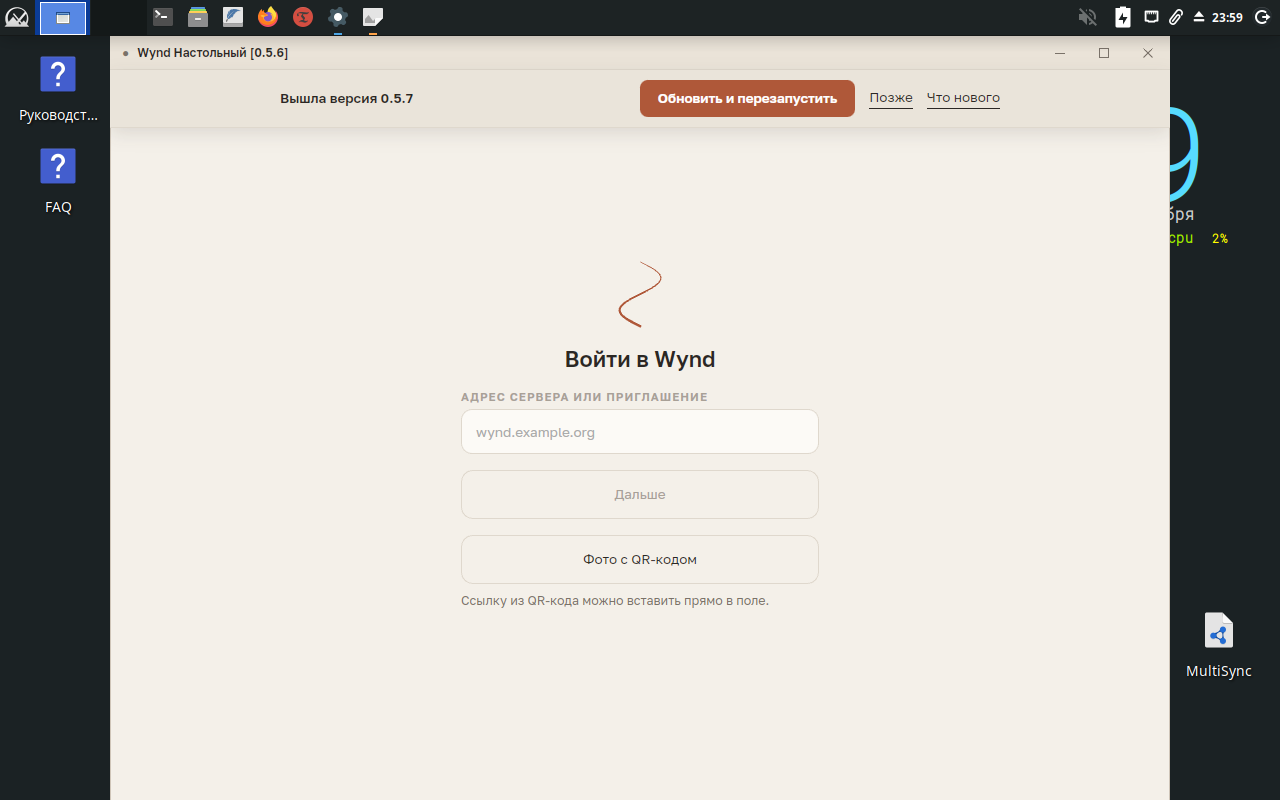 23:59
Wynd Настольный [0.5.6]
Вышла версия 0.5.7
Обновить и перезапустить
Позже
Что нового
Руководст...
FAQ
9
бря
cpu 2%
Войти в Wynd
АДРЕС СЕРВЕРА ИЛИ ПРИГЛАШЕНИЕ
wynd.example.org
Дальше
Фото с QR-кодом
Ссылку из QR-кода можно вставить прямо в поле.
MultiSync